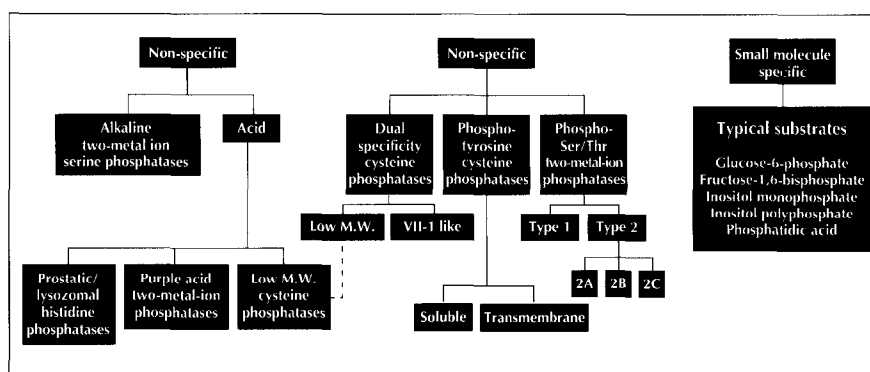 Non-specific
Alkaline
two-metal ion
serine phosphatases
Acid
Prostatic/
lysozomal
histidine
phosphatases
Purple acid
two-metal-ion
phosphatases
Low M.W.
cysteine
phosphatases
Non-specific
Dual
specificity
cysteine
phosphatases
Phospho-
tyrosine
cysteine
phosphatases
Phospho-
Ser/Thr
two-metal-ion
phosphatases
Low M.W.
VII-1 like
Type 1
Type 2
2A
2B
2C
Soluble
Transmembrane
Small molecule
specific
Typical substrates
Glucose-6-phosphate
Fructose-1,6-bisphosphate
Inositol monophosphate
Inositol polyphosphate
Phosphatidic acid